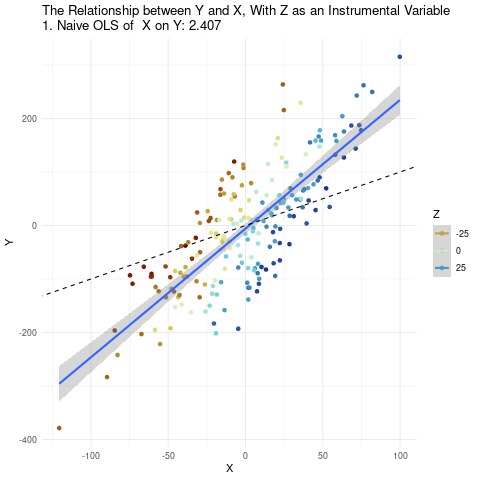 The Relationship between Y and X, With Z as an Instrumental Variable
1. Naive OLS of  X on Y: 2.407
200
0
-200
-400
Y
-100
-50
0
50
100
X
Z
-25
0
25